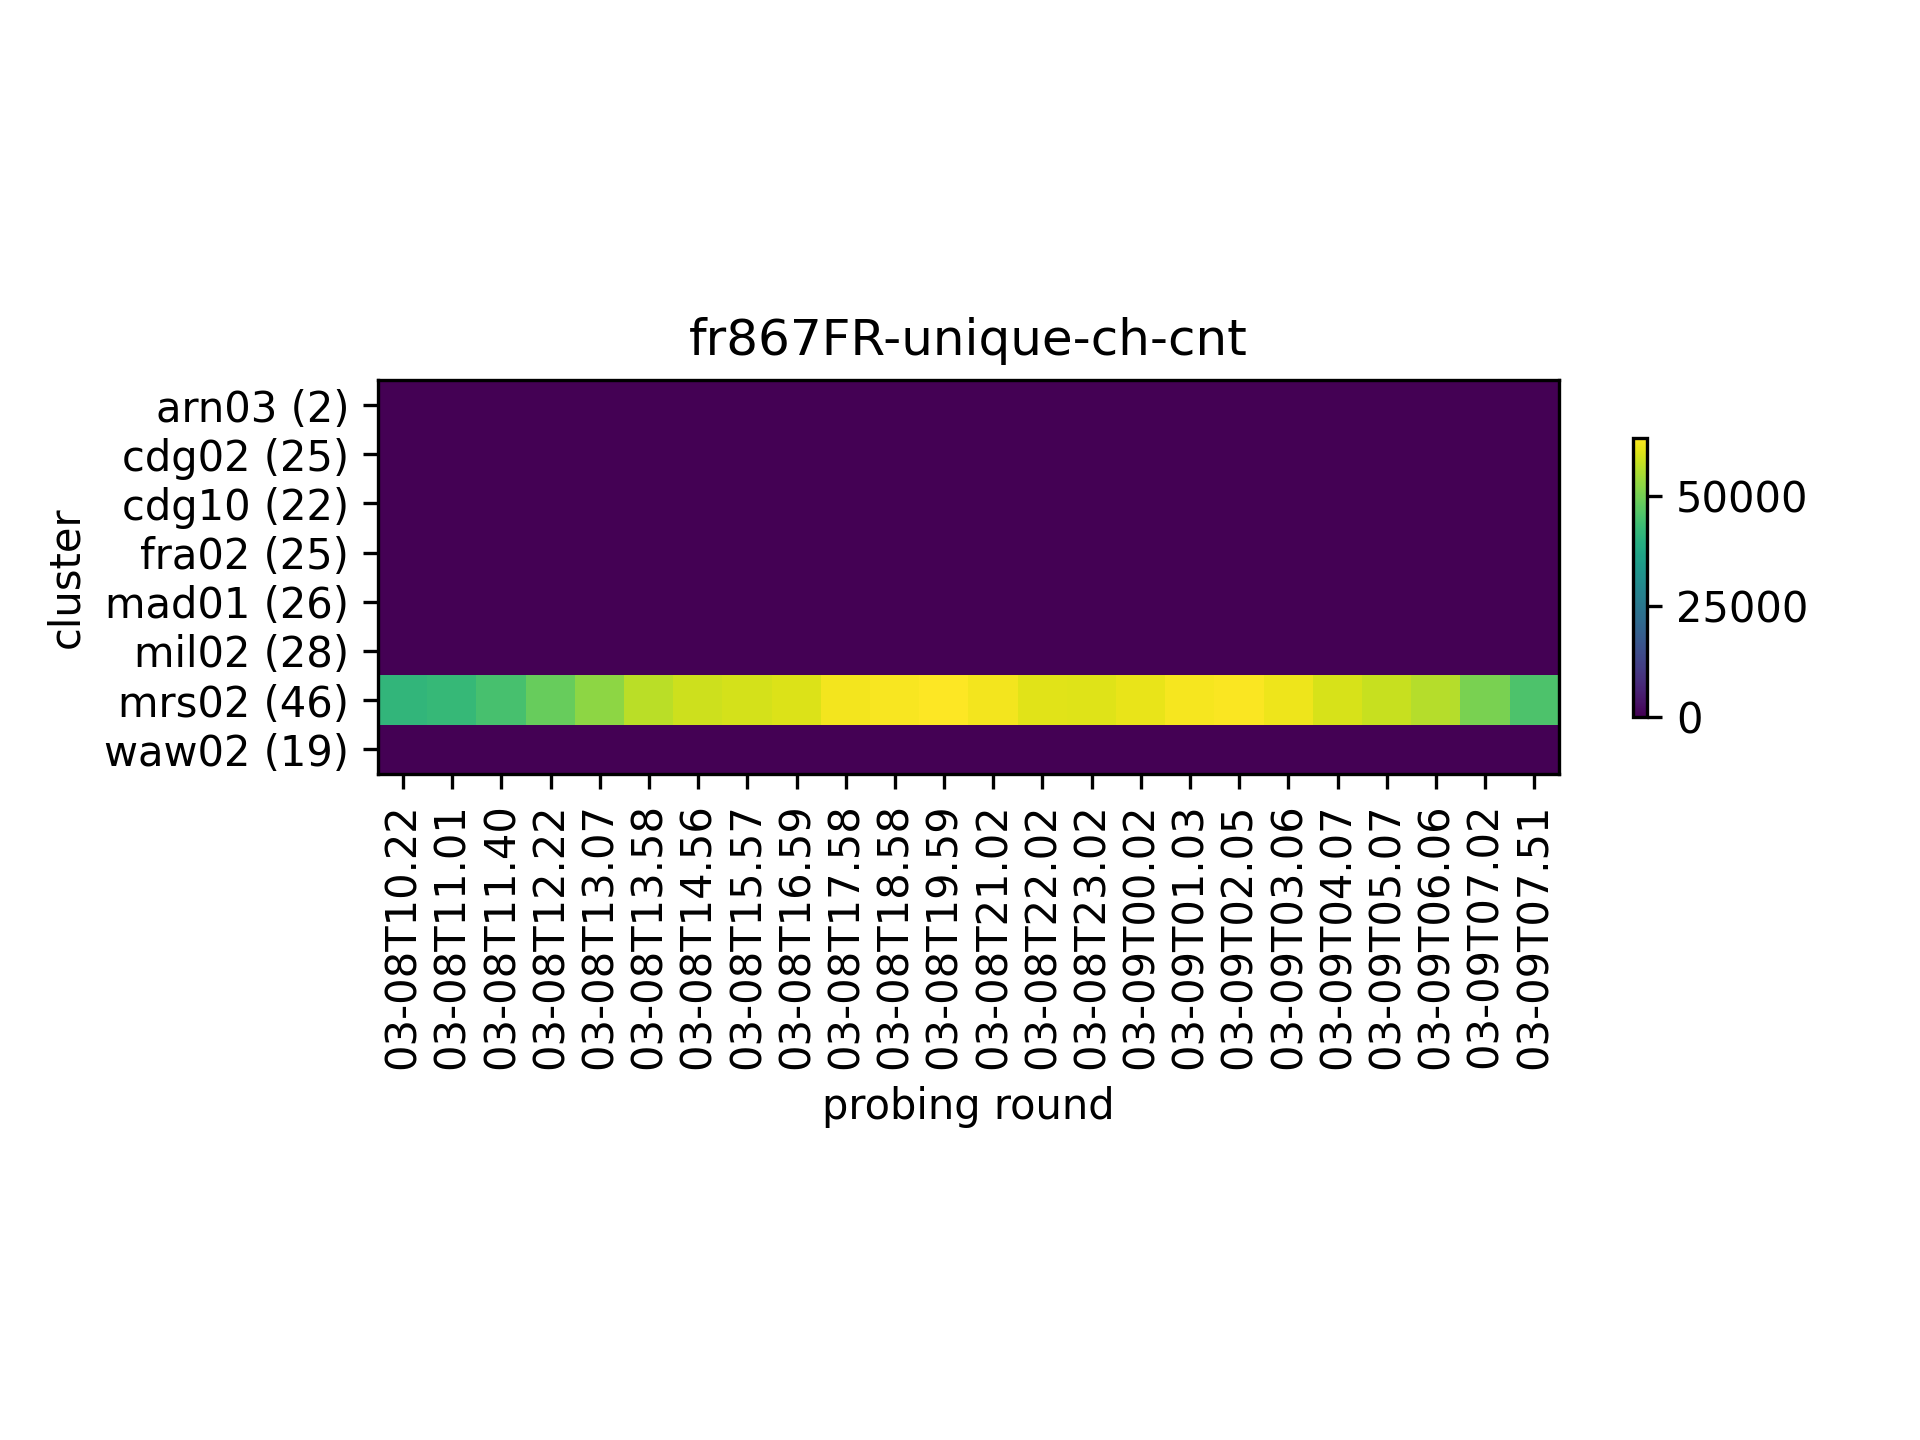 fr867FR-unique-ch-cnt
cluster
arn03 (2)
cdg02 (25)
cdg10 (22)
fra02 (25)
mad01 (26)
mil02 (28)
mrs02 (46)
waw02 (19)
50000
25000
0
03-08T10.22
03-08T11.01
03-08T11.40
03-08T12.22
03-08T13.07
03-08T13.58
03-08T14.56
03-08T15.57
03-08T16.59
03-08T17.58
03-08T18.58
03-08T19.59
03-08T21.02
03-08T22.02
03-08T23.02
03-09T00.02
03-09T01.03
03-09T02.05
03-09T03.06
03-09T04.07
03-09T05.07
03-09T06.06
03-09T07.02
03-09T07.51
probing round